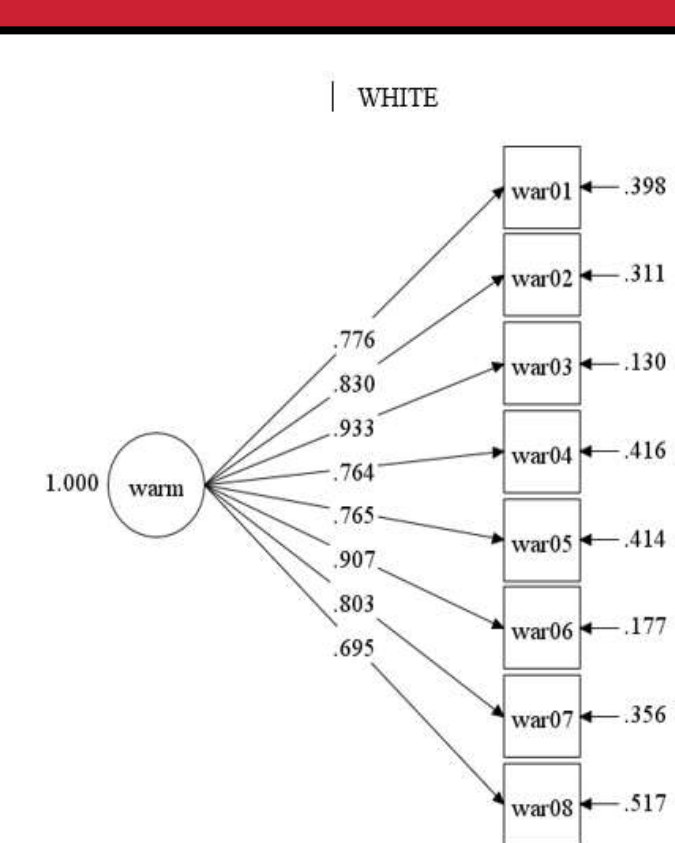 WHITE
war01 .398
war02 .311
.776
war03 .130
.830
.933
war04 .416
1.000 warm .764
.765
war05 .414
.907
.803
war06 .177
.695
war07 .356
war08 .517